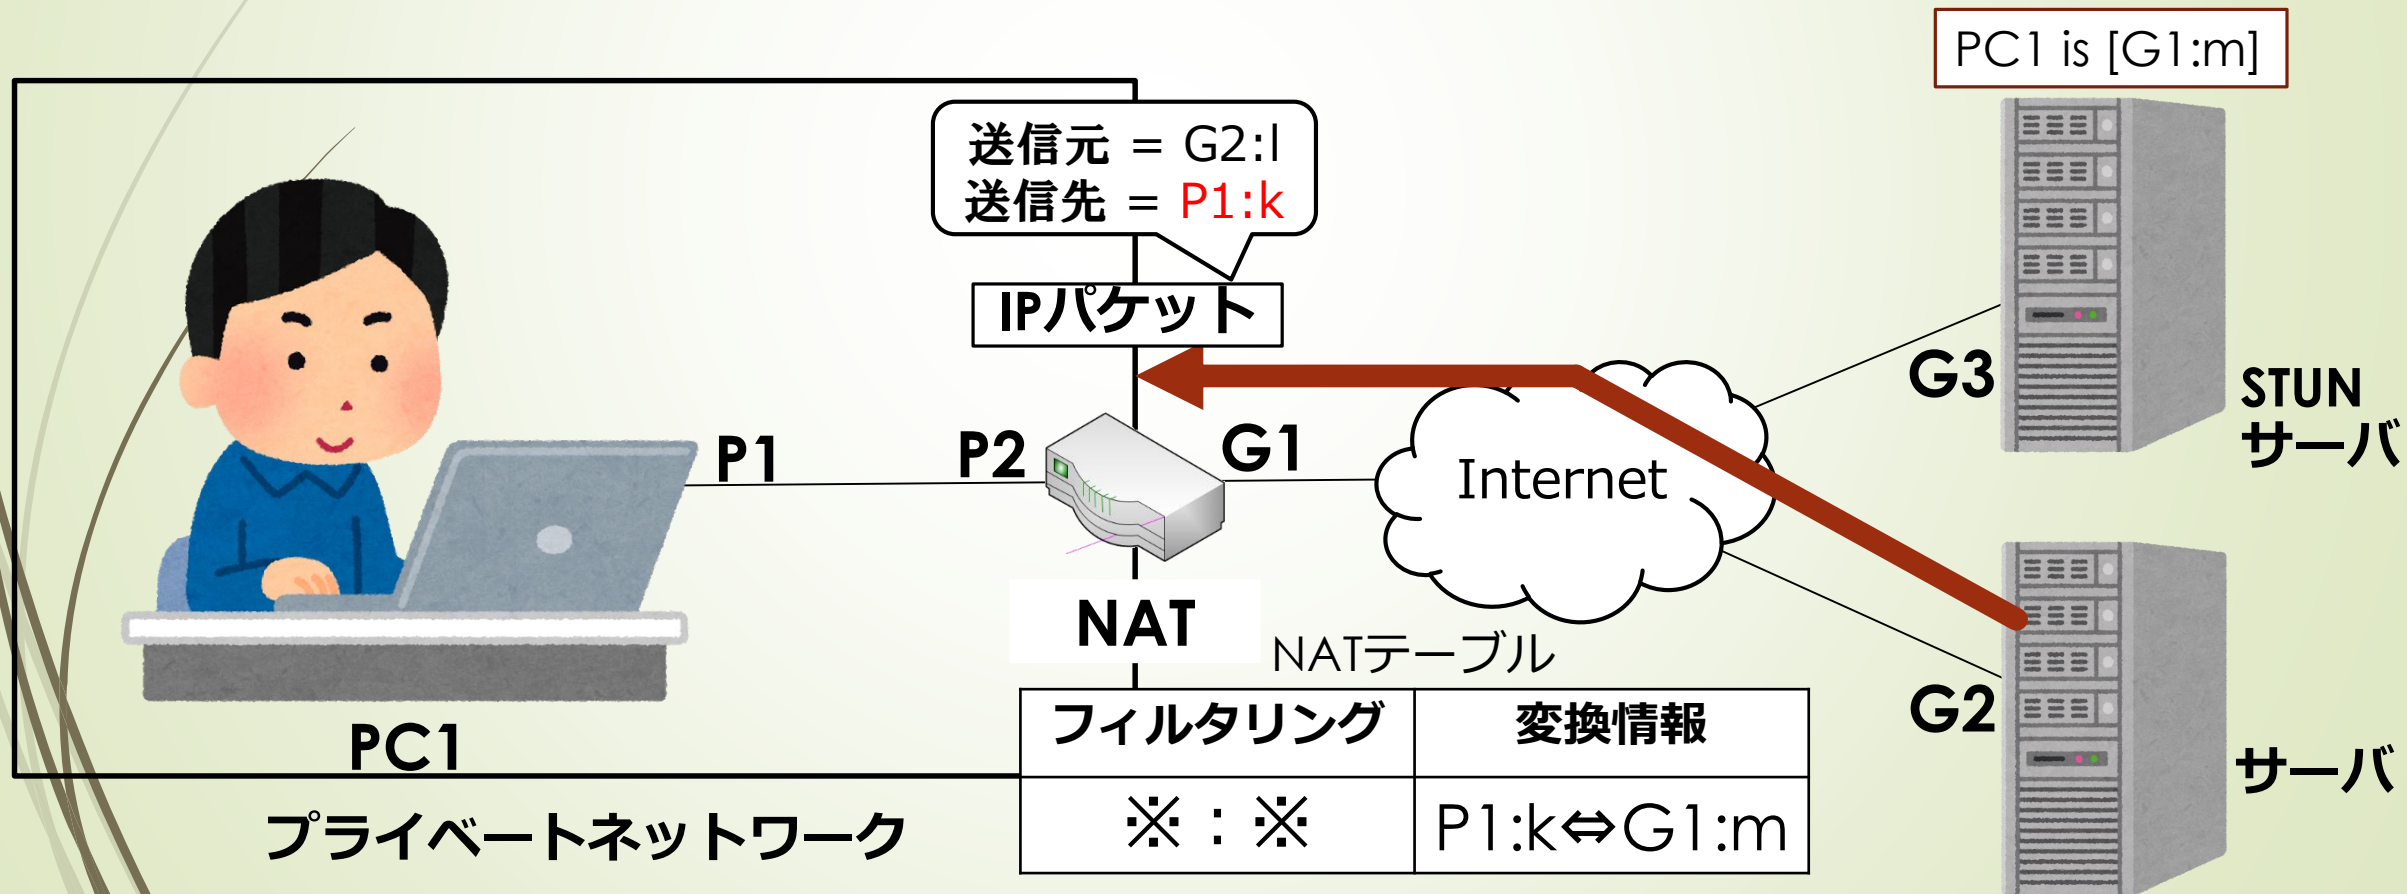 PC1 is [G1:m]
送信元 = G2:l
送信先 = P1:k
IPパケット
G3
STUN
サーバ
P1
P2
G1
Internet
NAT
NATテーブル
フィルタリング 変換情報
※:※ P1:k⇔G1:m
G2
サーバ
PC1
プライベートネットワーク